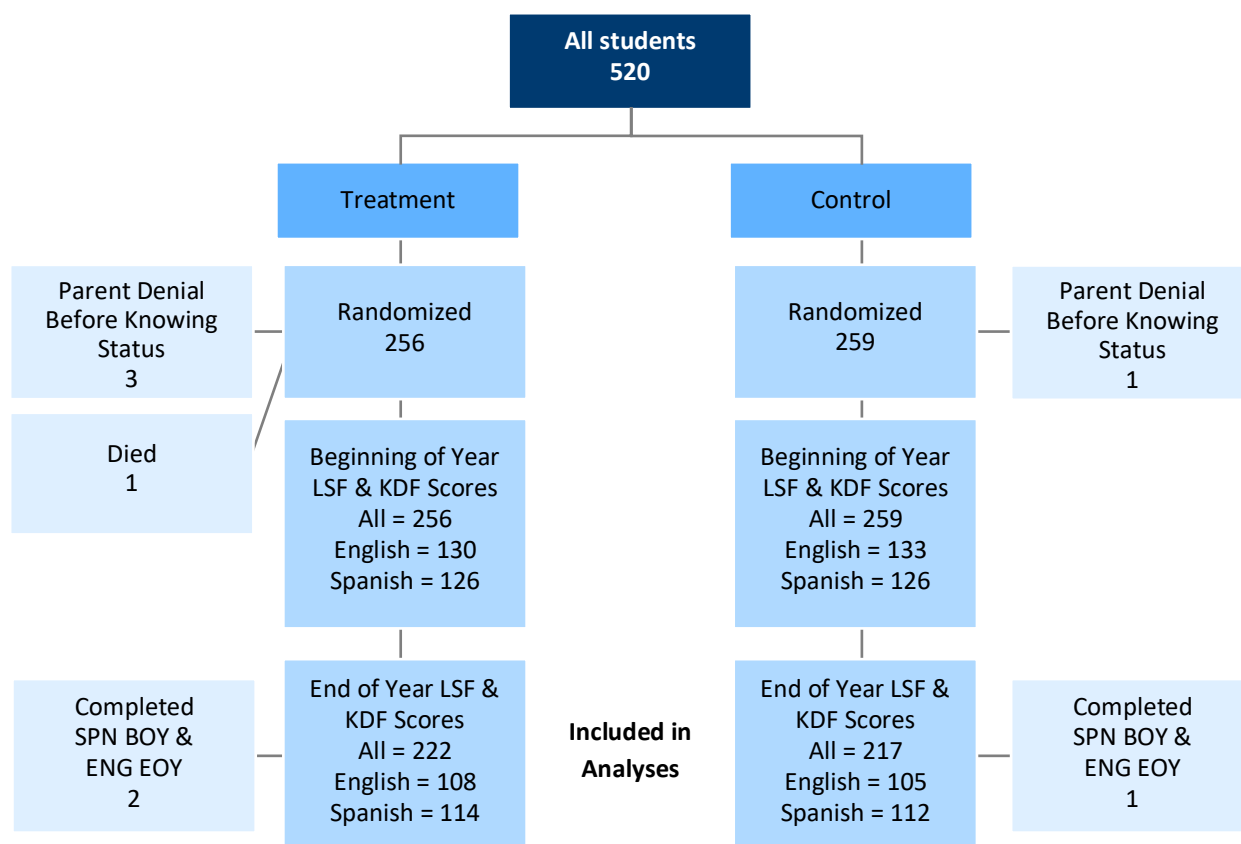 All students
520
Treatment
Control
Parent Denial
Before Knowing
Status
3
Randomized
256
Randomized
259
Parent Denial
Before Knowing
Status
1
Died
1
Beginning of Year
LSF & KDF Scores
All = 256
English = 130
Spanish = 126
Beginning of Year
LSF & KDF Scores
All = 259
English = 133
Spanish = 126
Completed
SPN BOY &
ENG EOY
2
End of Year LSF &
KDF Scores
All = 222
English = 108
Spanish = 114
Included in
Analyses
End of Year LSF &
KDF Scores
All = 217
English = 105
Spanish = 112
Completed
SPN BOY &
ENG EOY
1